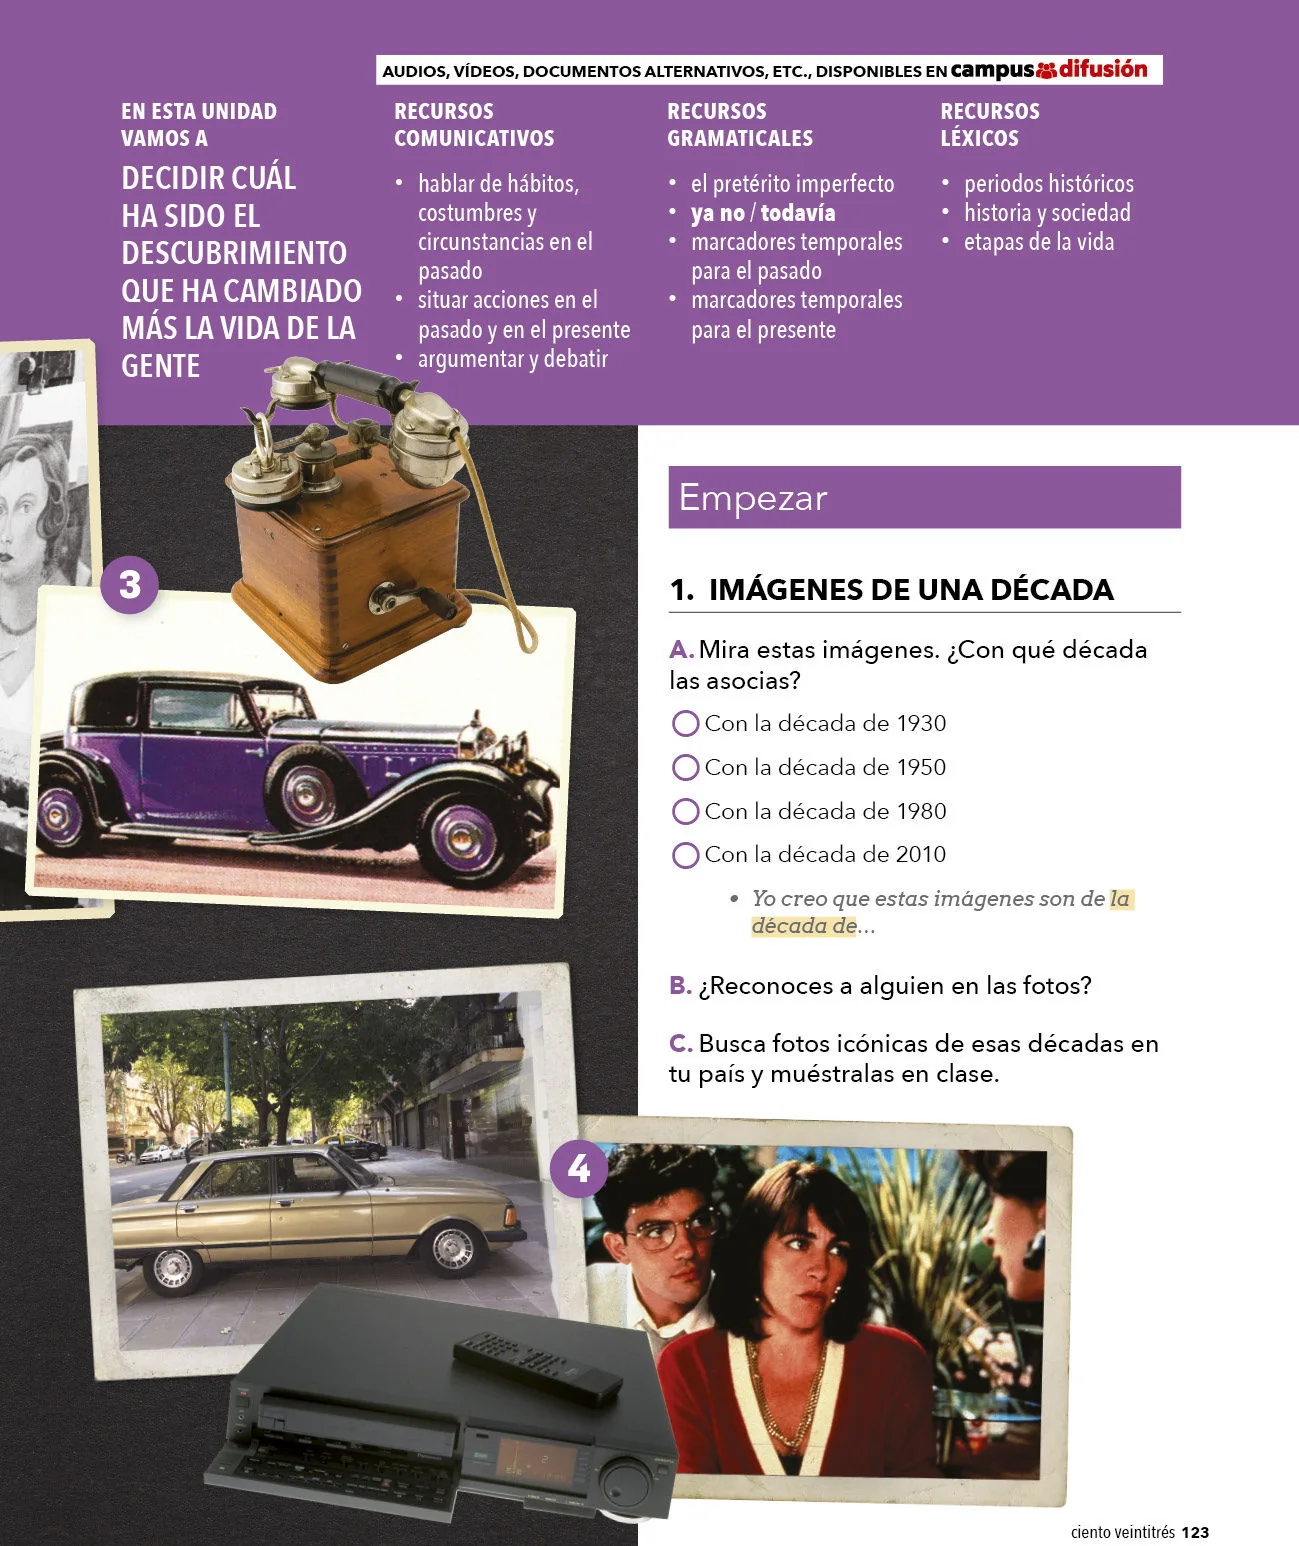 AUDIOS, VÍDEOS, DOCUMENTOS ALTERNATIVOS, ETC., DISPONIBLES EN campus difusión
EN ESTA UNIDAD
VAMOS A
DECIDIR CUÁL
HA SIDO EL
DESCUBRIMIENTO
QUE HA CAMBIADO
MÁS LA VIDA DE LA
GENTE
RECURSOS
COMUNICATIVOS
• hablar de hábitos,
costumbres y
circunstancias en el
pasado
• situar acciones en el
pasado y en el presente
• argumentar y debatir
RECURSOS
GRAMATICALES
• el pretérito imperfecto
• ya no / todavía
• marcadores temporales
para el pasado
• marcadores temporales
para el presente
RECURSOS
LÉXICOS
• periodos históricos
• historia y sociedad
• etapas de la vida
3
Empezar
1. IMÁGENES DE UNA DÉCADA
A. Mira estas imágenes. ¿Con qué década
las asocias?
Con la década de 1930
Con la década de 1950
Con la década de 1980
Con la década de 2010
• Yo creo que estas imágenes son de la
década de...
B. ¿Reconoces a alguien en las fotos?
C. Busca fotos icónicas de esas décadas en
tu país y muéstralas en clase.
4
ciento veintitrés 123